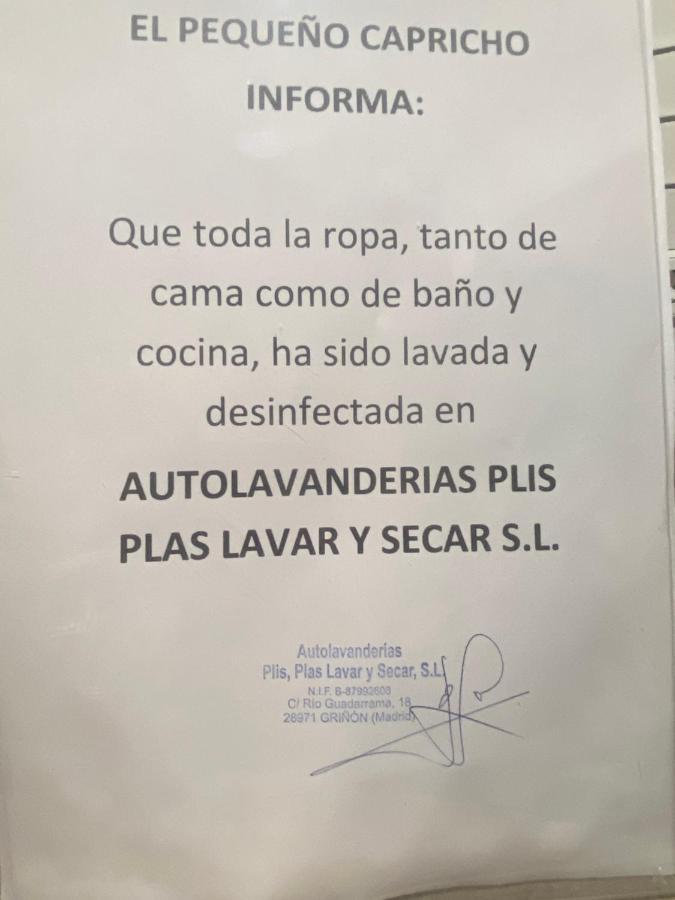 EL PEQUEÑO CAPRICHO
INFORMA:
Que toda la ropa, tanto de
cama como de baño y
cocina, ha sido lavada y
desinfectada en
AUTOLAVANDERIAS PLIS
PLAS LAVAR Y SECAR S.L.
Autolavanderías
Plis, Plas Lavar y Secar, S.L.
N.I.F. B-87992603
C/ Río Guadarrama, 18
28971 GRIÑÓN (Madrid)